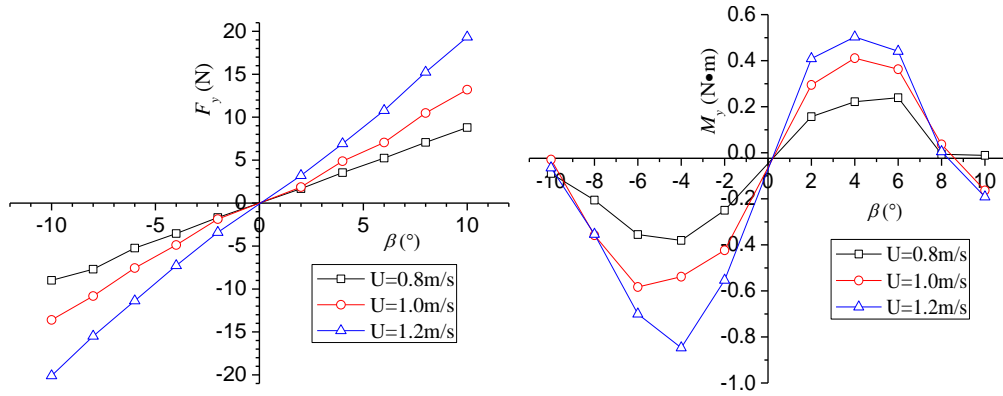 20
15
10
5
0
-5
-10
-15
-20
F_y (N)
-10 -5 0 5 10
β (°)
U=0.8m/s
U=1.0m/s
U=1.2m/s
0.6
0.4
0.2
0.0
-0.2
-0.4
-0.6
-0.8
-1.0
M_y (N•m)
-10 -8 -6 -4 -2 0 2 4 6 8 10
β (°)
U=0.8m/s
U=1.0m/s
U=1.2m/s